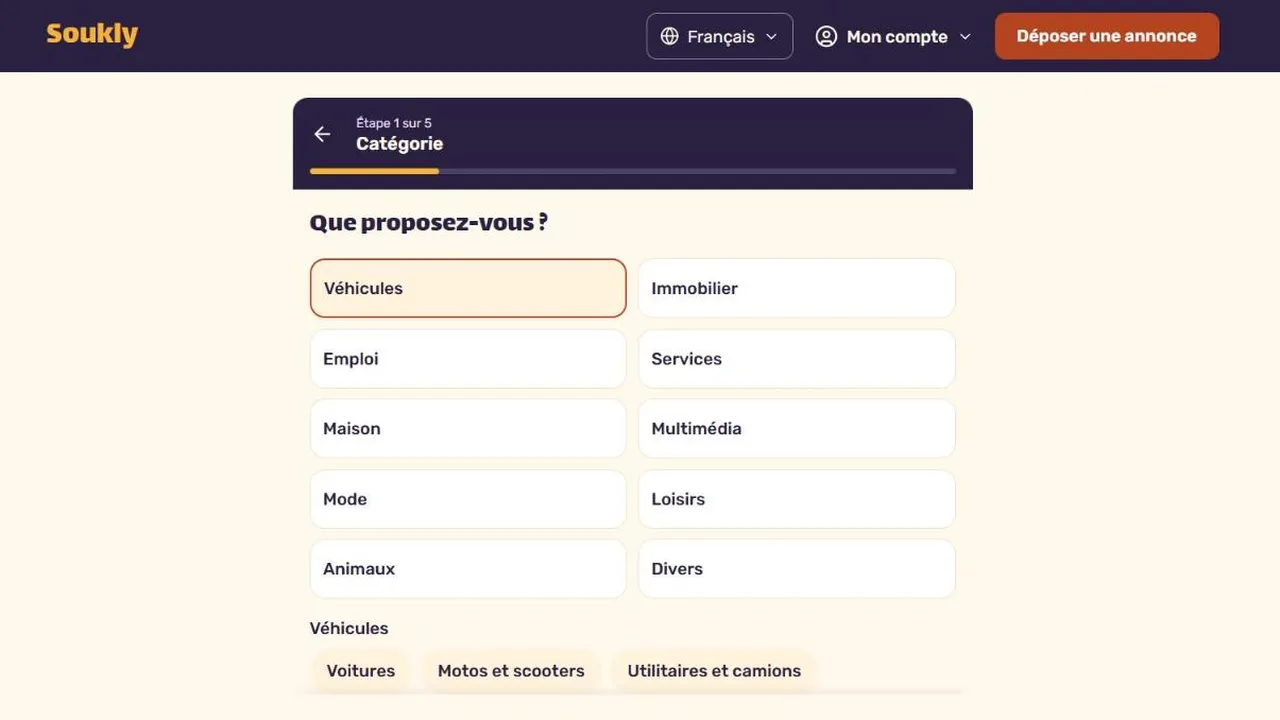 Soukly
Français
Mon compte
Déposer une annonce
Étape 1 sur 5
Catégorie
Que proposez-vous ?
Véhicules
Immobilier
Emploi
Services
Maison
Multimédia
Mode
Loisirs
Animaux
Divers
Véhicules
Voitures
Motos et scooters
Utilitaires et camions